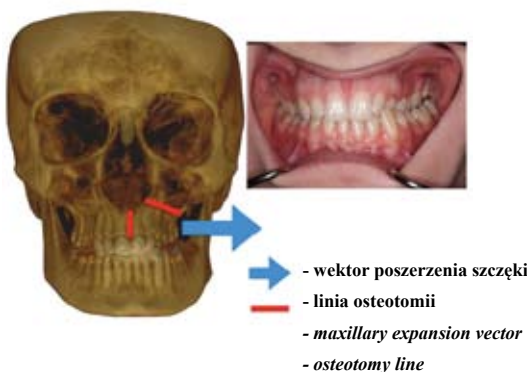 - wektor poszerzenia szczęki
- linia osteotomii
- maxillary expansion vector
- osteotomy line